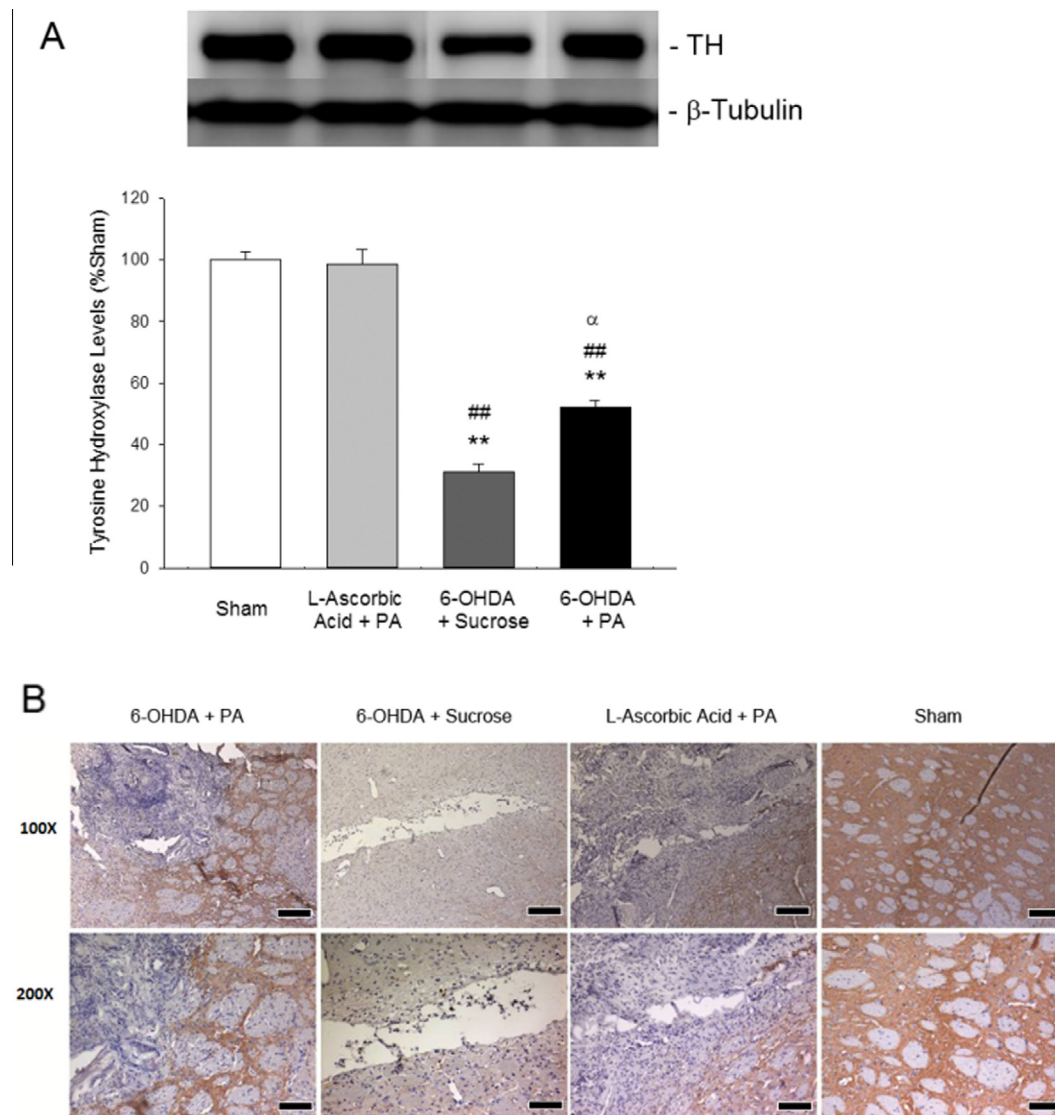 A
- TH
- β-Tubulin
Tyrosine Hydroxylase Levels (%Sham)
120
100
80
60
40
20
0
##
**
α
##
**
Sham
L-Ascorbic
Acid + PA
6-OHDA
+ Sucrose
6-OHDA
+ PA
B
6-OHDA + PA
6-OHDA + Sucrose
L-Ascorbic Acid + PA
Sham
100X
200X